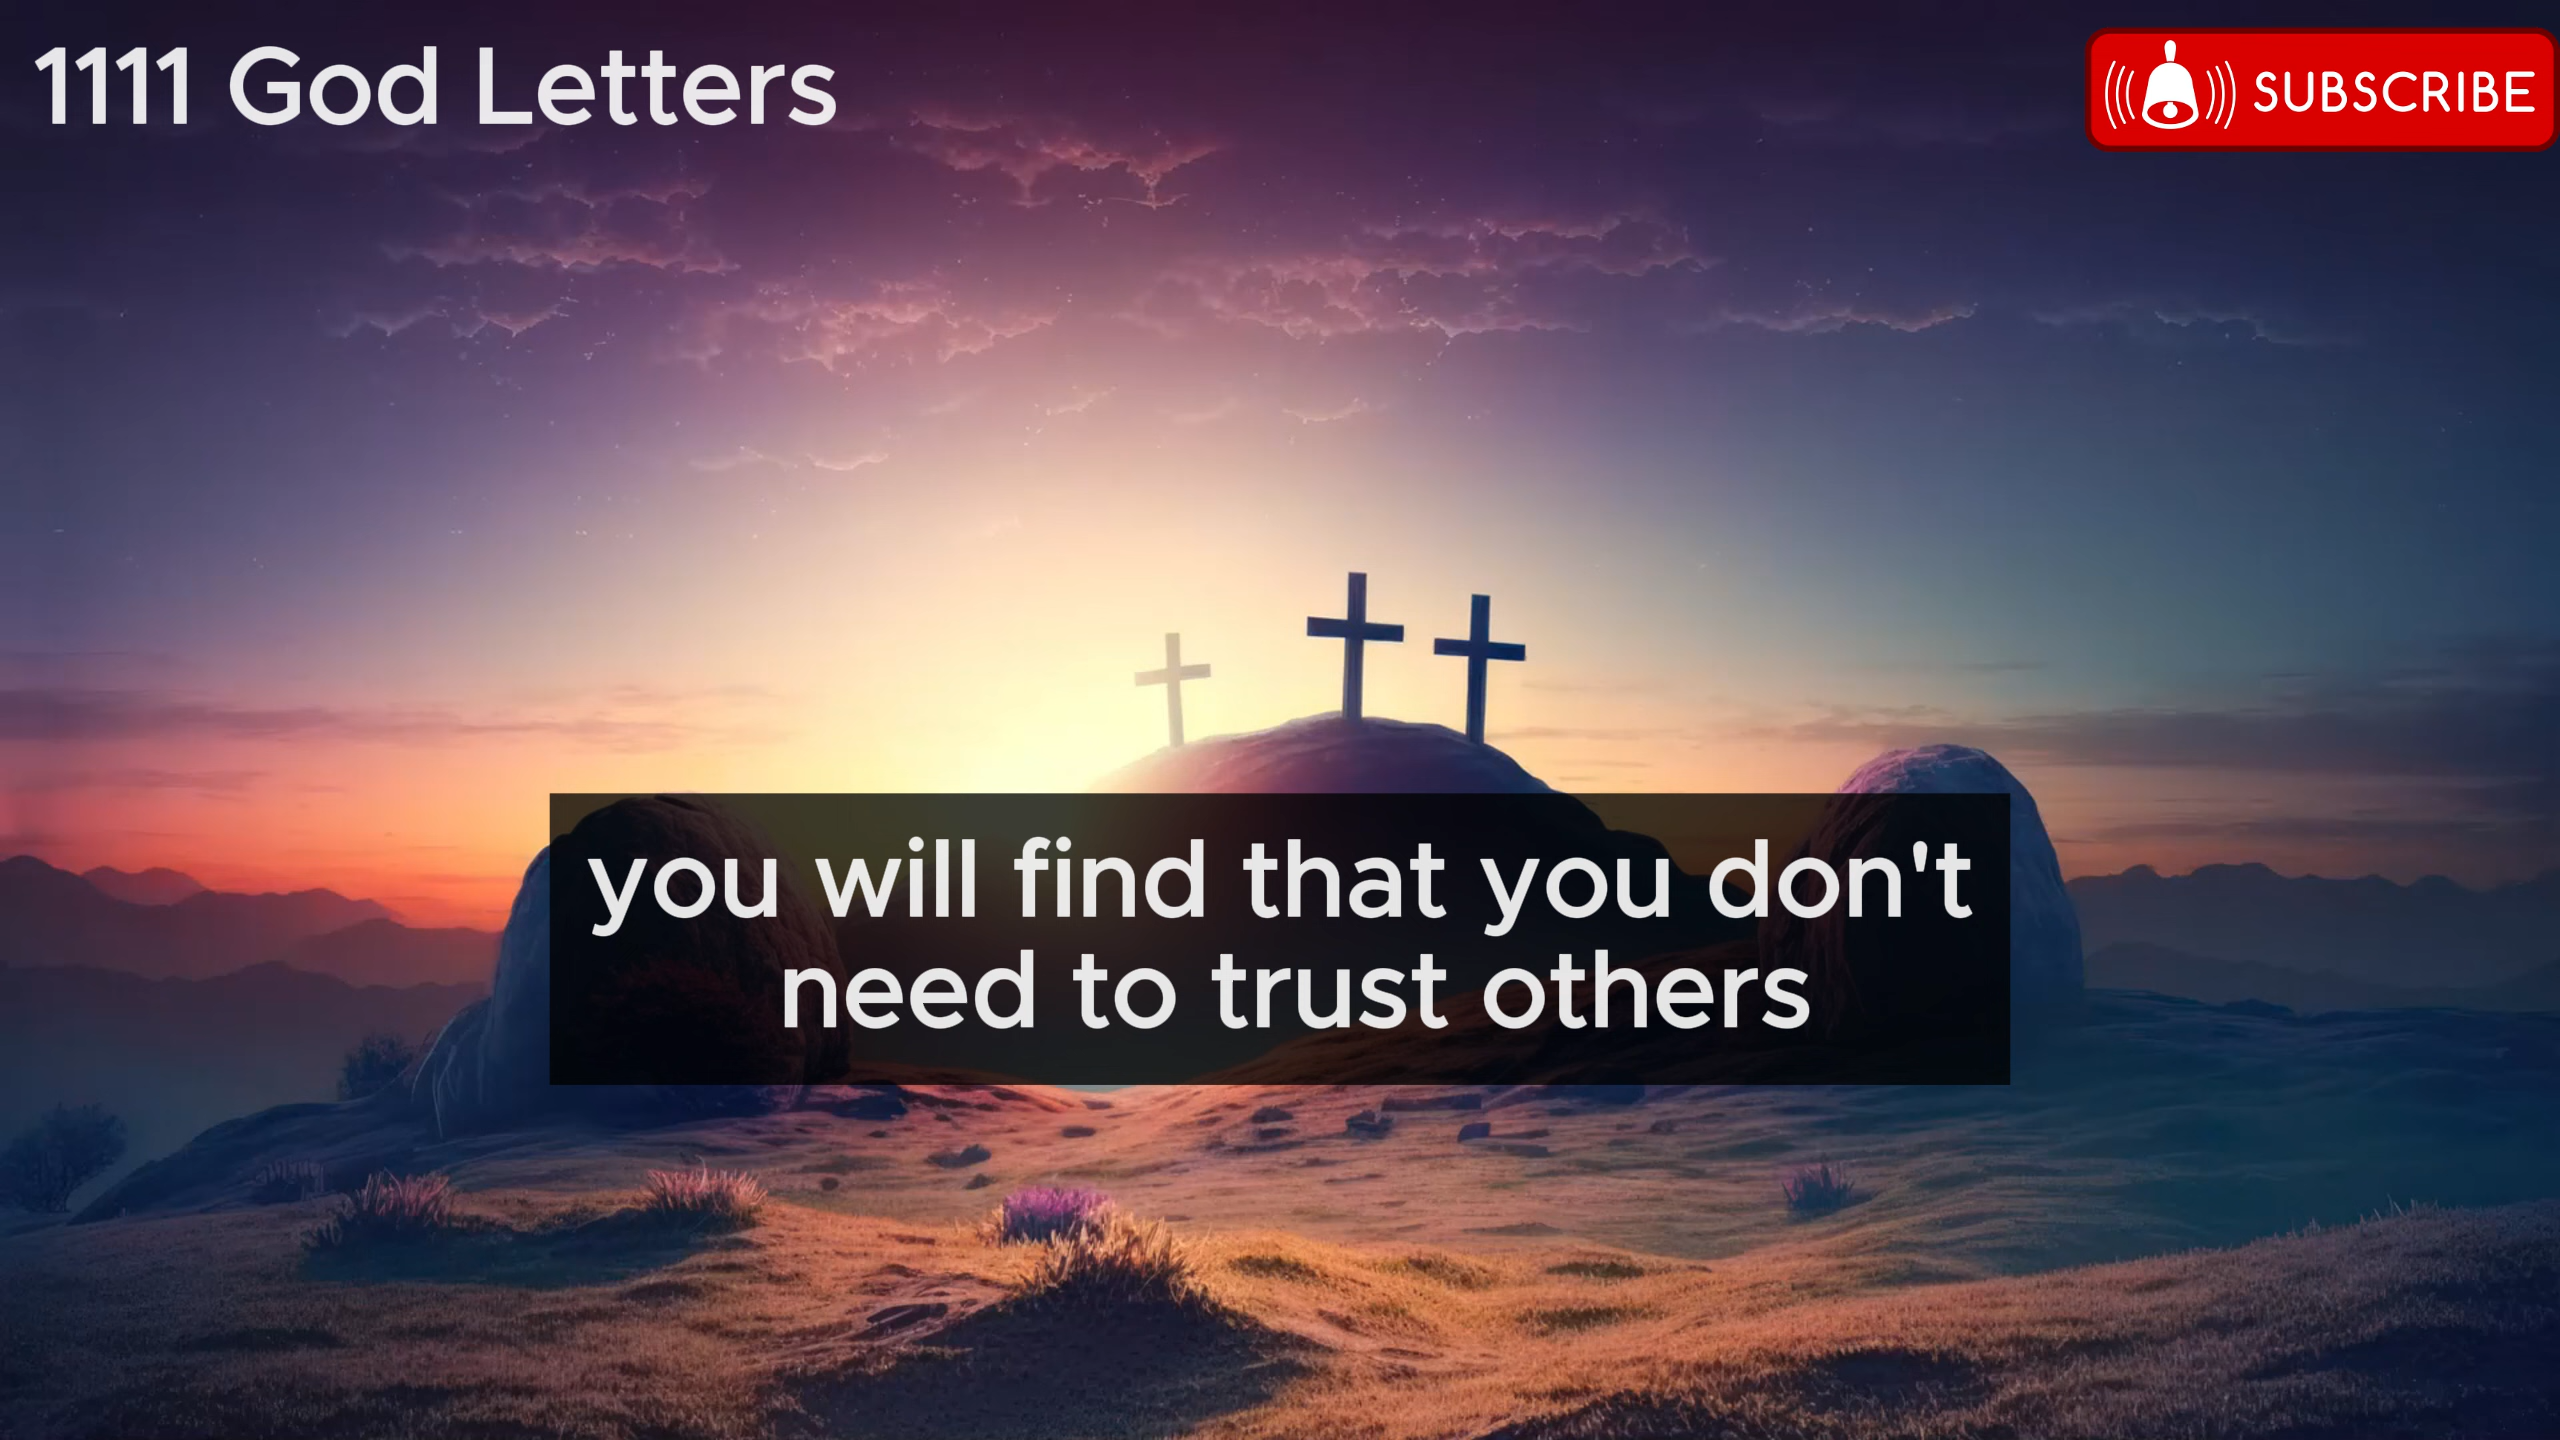 1111 God Letters
SUBSCRIBE
you will find that you don't
need to trust others